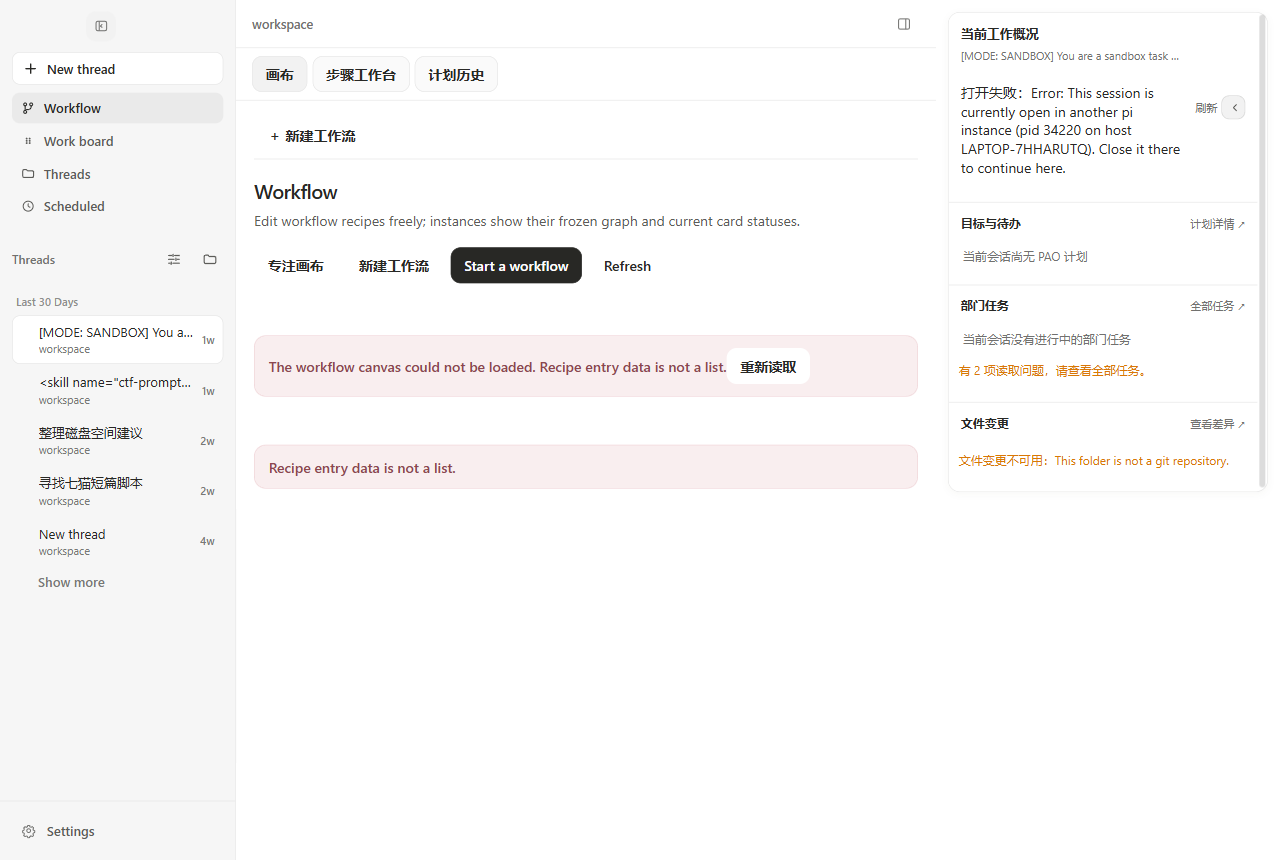 New thread
Workflow
Work board
Threads
Scheduled
Threads
Last 30 Days
[MODE: SANDBOX] You a...
workspace
1w
<skill name="ctf-prompt...
workspace
1w
整理磁盘空间建议
workspace
2w
寻找七猫短篇脚本
workspace
2w
New thread
workspace
4w
Show more
Settings
workspace
画布 步骤工作台 计划历史
+ 新建工作流
Workflow
Edit workflow recipes freely; instances show their frozen graph and current card statuses.
专注画布 新建工作流 Start a workflow Refresh
The workflow canvas could not be loaded. Recipe entry data is not a list. 重新读取
Recipe entry data is not a list.
当前工作概况
[MODE: SANDBOX] You are a sandbox task ...
打开失败：Error: This session is
currently open in another pi
instance (pid 34220 on host
LAPTOP-7HHARUTQ). Close it there
to continue here.
刷新
目标与待办 计划详情 ↗
当前会话尚无 PAO 计划
部门任务 全部任务 ↗
当前会话没有进行中的部门任务
有 2 项读取问题，请查看全部任务。
文件变更 查看差异 ↗
文件变更不可用：This folder is not a git repository.